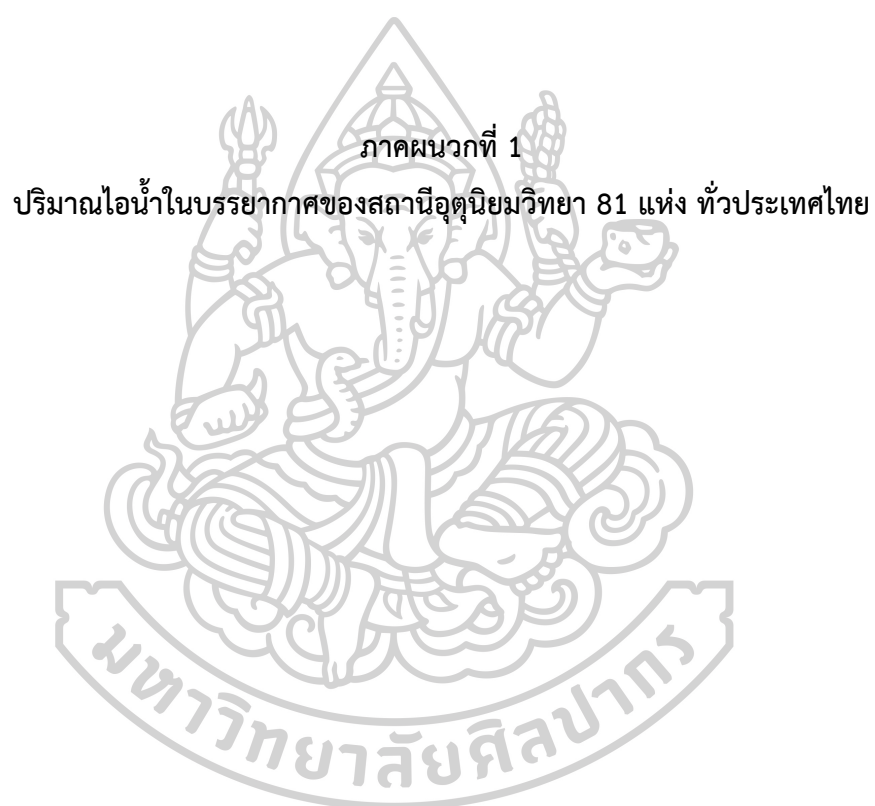 ภาคผนวกที่ 1
ปริมาณไอน้ำในบรรยากาศของสถานีอุตุนิยมวิทยา 81 แห่ง ทั่วประเทศไทย
มหาวิทยาลัยศิลปากร